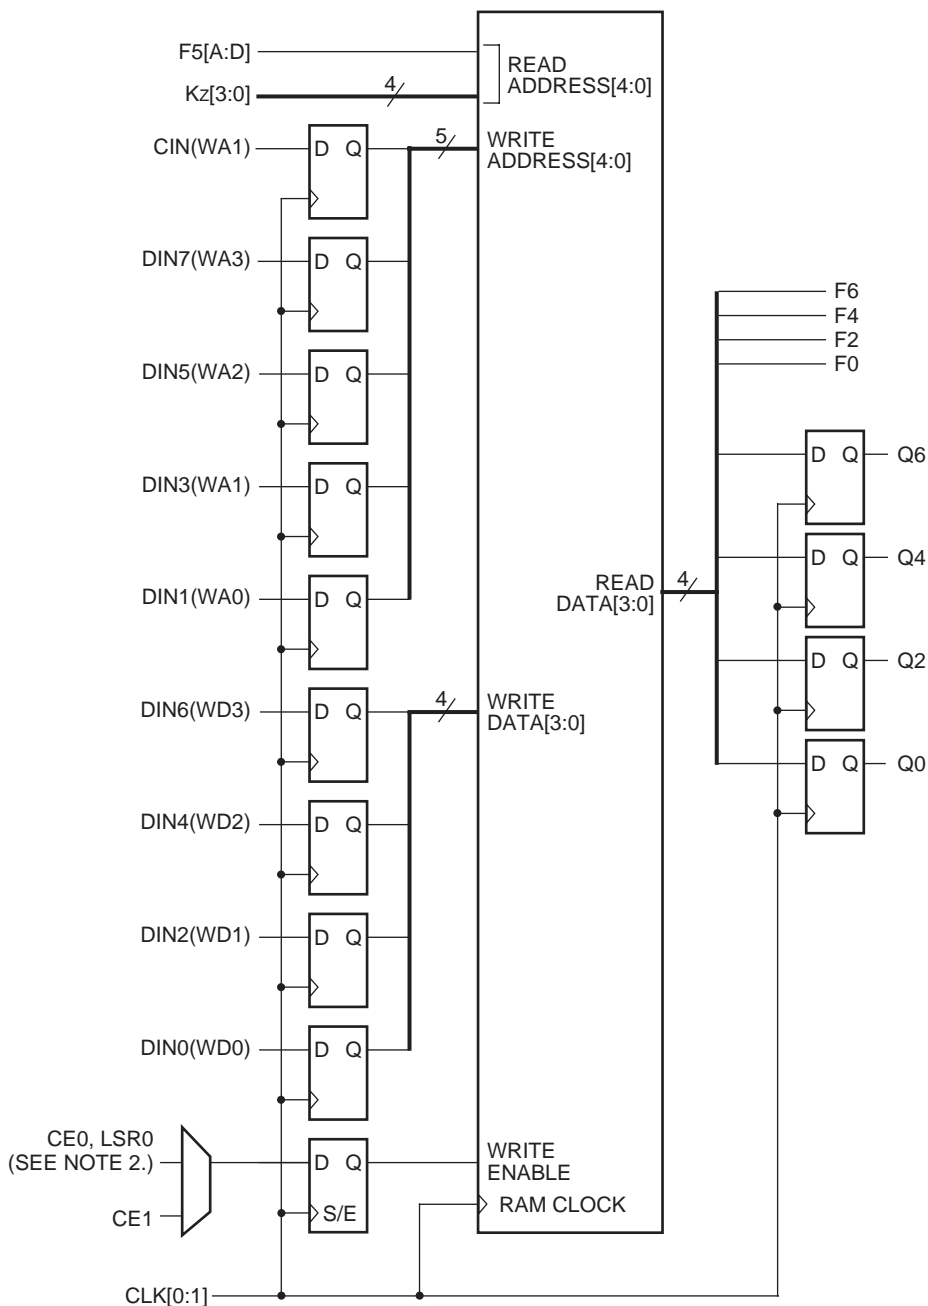 F5[A:D]
Kz[3:0]
4
READ
ADDRESS[4:0]
CIN(WA1)
D Q
5
WRITE
ADDRESS[4:0]
DIN7(WA3)
D Q
DIN5(WA2)
D Q
DIN3(WA1)
D Q
DIN1(WA0)
D Q
F6
F4
F2
F0
D Q
Q6
D Q
Q4
READ
DATA[3:0]
4
D Q
Q2
D Q
Q0
DIN6(WD3)
D Q
4
WRITE
DATA[3:0]
DIN4(WD2)
D Q
DIN2(WD1)
D Q
DIN0(WD0)
D Q
CE0, LSR0
(SEE NOTE 2.)
CE1
D Q
S/E
WRITE
ENABLE
RAM CLOCK
CLK[0:1]